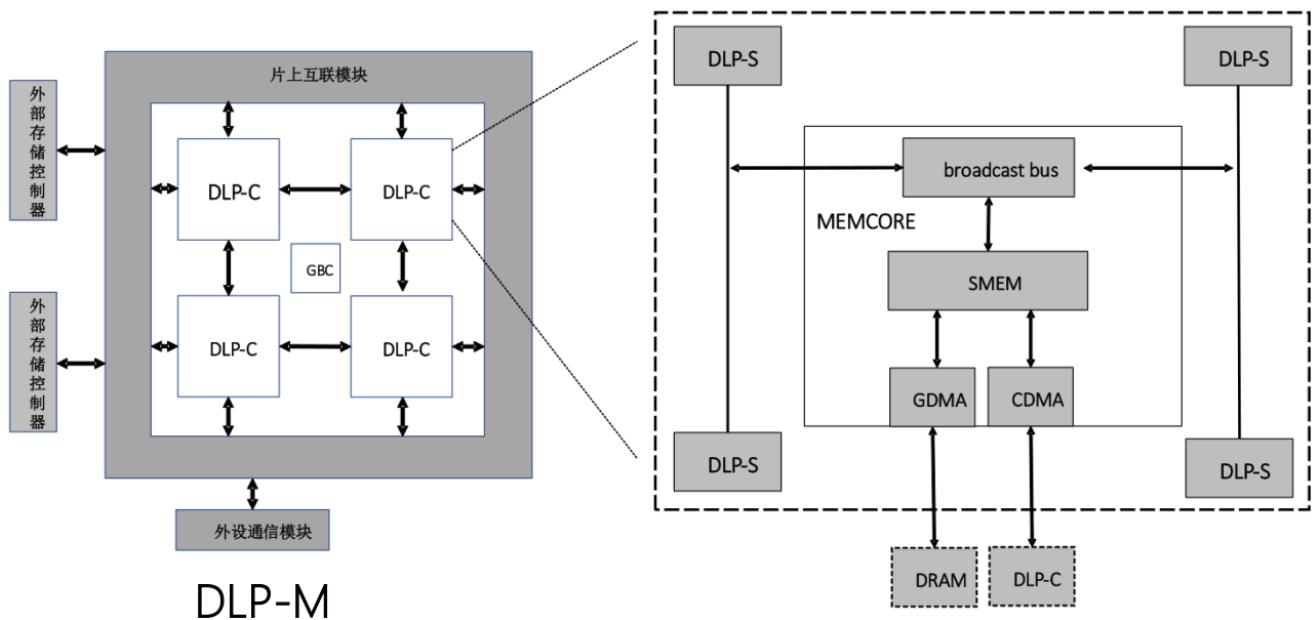 片上互联模块
外部存储控制器
外部存储控制器
DLP-C
DLP-C
GBC
DLP-C
DLP-C
外设通信模块
DLP-M
DLP-S
DLP-S
broadcast bus
MEMCORE
SMEM
GDMA
CDMA
DLP-S
DLP-S
DRAM
DLP-C